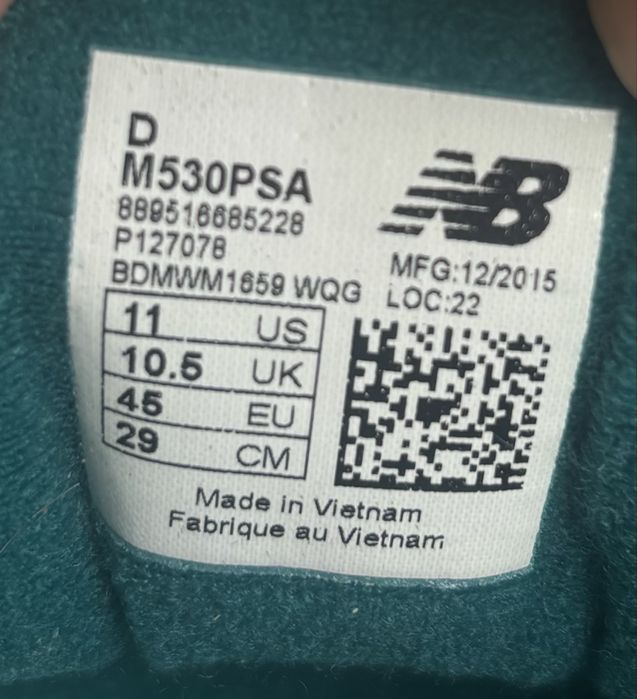 D
M530PSA
889516685228
P127078
BDMWM1659 WQG
NB
MFG:12/2015
LOC:22
11 US
10.5 UK
45 EU
29 CM
Made in Vietnam
Fabrique au Vietnam